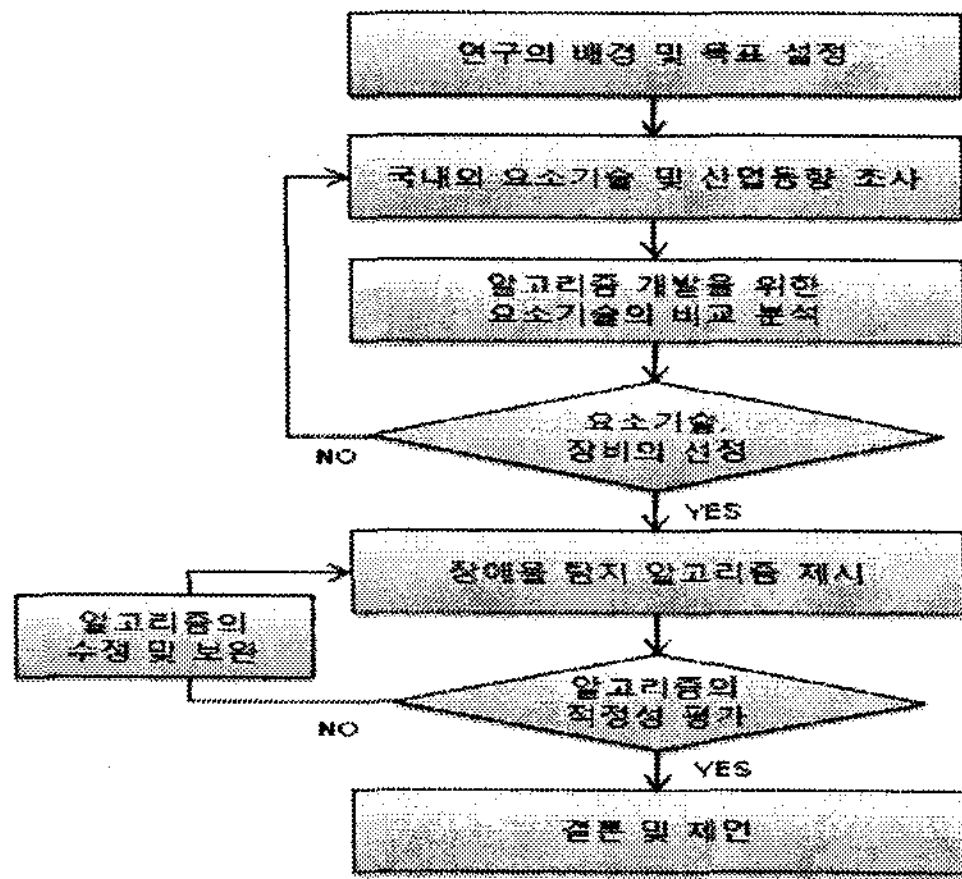 연구의 배경 및 목표 설정
국내외 요소기술 및 산업동향 조사
알고리즘 개발을 위한
요소기술의 비교 분석
요소기술,
장비의 선정
NO
YES
장애물 탐지 알고리즘 제시
알고리즘의
수정 및 보완
알고리즘의
적정성 평가
NO
YES
결론 및 제언